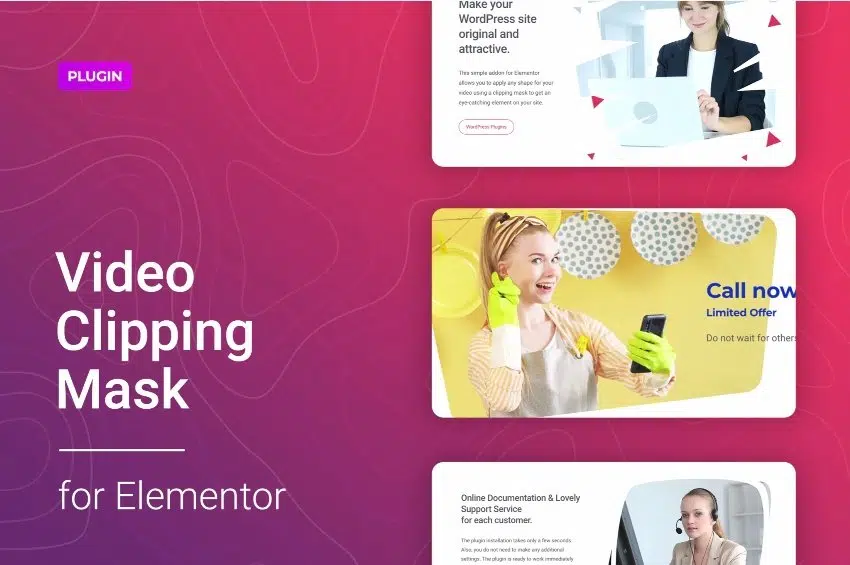 PLUGIN
Video
Clipping
Mask
for Elementor
Make your
WordPress site
original and
attractive.
This simple addon for Elementor
allows you to apply any shape for your
video using a clipping mask to get an
eye-catching element on your site.
WordPress Plugins
Call now
Limited Offer
Do not wait for others
Online Documentation & Lovely
Support Service
for each customer.
The plugin installation takes only a few seconds.
Also, you do not need to make any additional
settings. The plugin is ready to work immediately